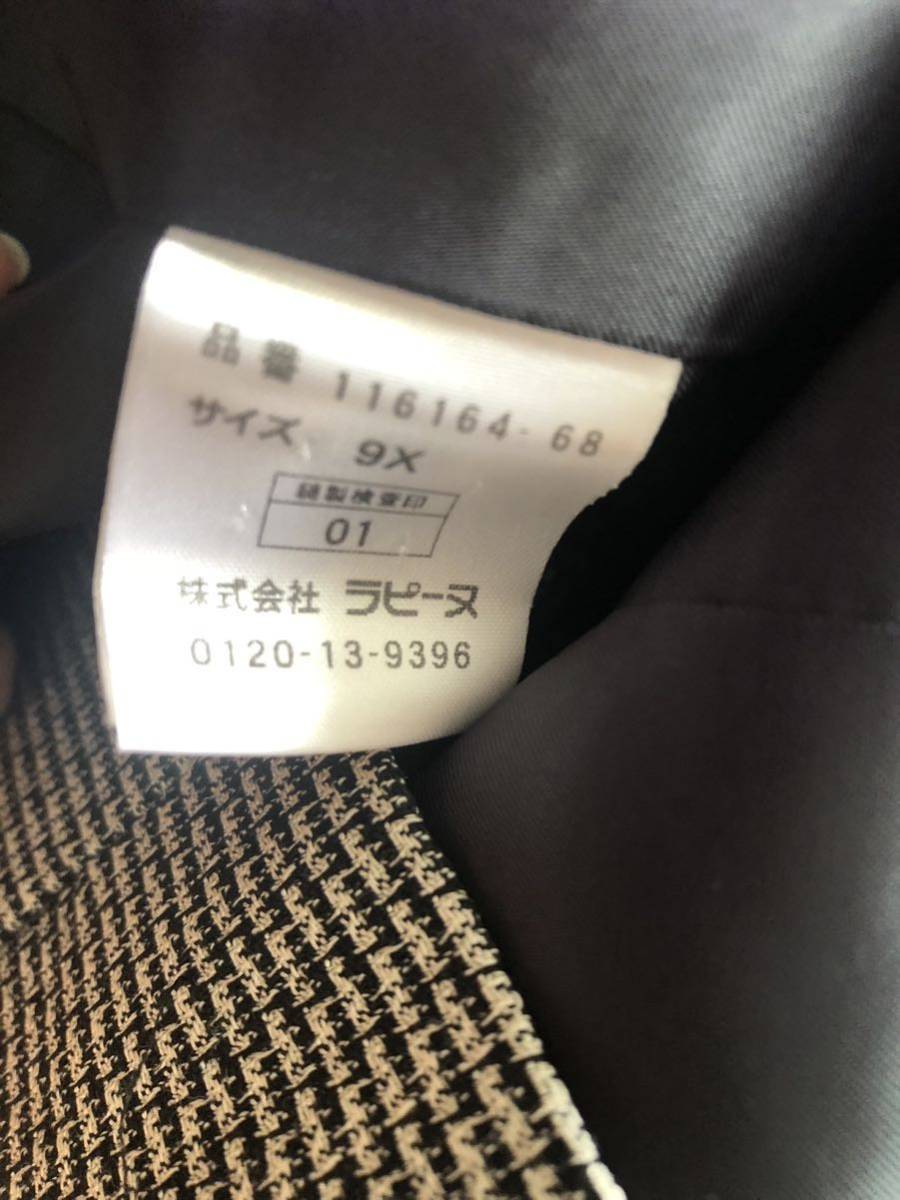 品番 116164-68
サイズ 9X
縫製検査印
01
株式会社 ラピーヌ
0120-13-9396